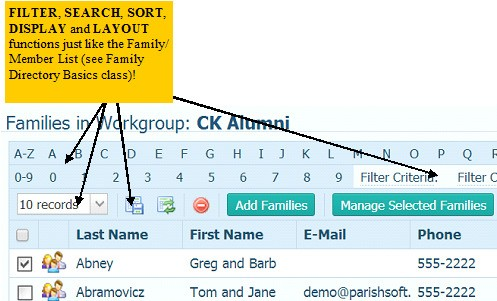 FILTER, SEARCH, SORT,
DISPLAY and LAYOUT
functions just like the Family/
Member List (see Family
Directory Basics class)!
Families in Workgroup: CK Alumni
A-Z A B C D E F G H I J K L M N O P Q R
0-9 0 1 2 3 4 5 6 7 8 9 Filter Criteria: Filter C
10 records Add Families Manage Selected Families
Last Name First Name E-Mail Phone
Abney Greg and Barb 555-2222
Abramovicz Tom and Jane demo@parishsoft. 555-2222